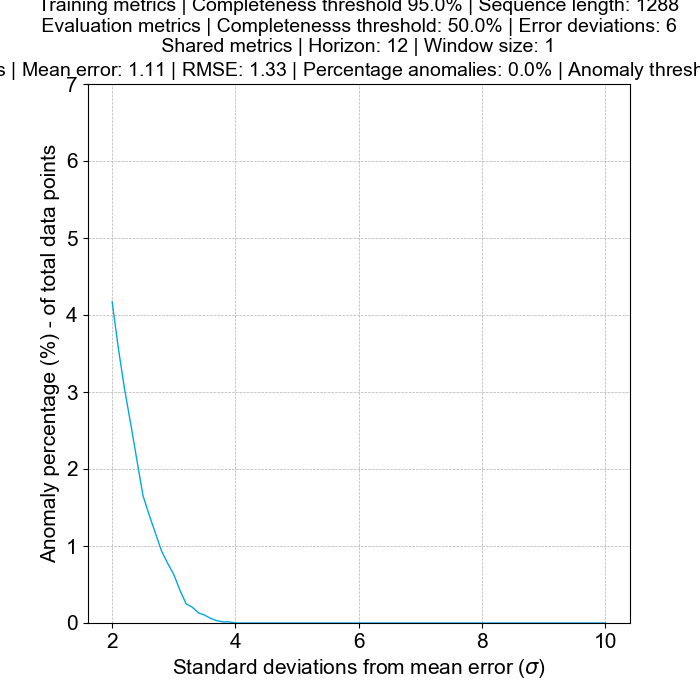 Training metrics | Completeness threshold 95.0% | Sequence length: 1288
Evaluation metrics | Completenesss threshold: 50.0% | Error deviations: 6
Shared metrics | Horizon: 12 | Window size: 1
s | Mean error: 1.11 | RMSE: 1.33 | Percentage anomalies: 0.0% | Anomaly thresh
7
6
5
4
3
2
1
0
Anomaly percentage (%) - of total data points
2 4 6 8 10
Standard deviations from mean error (σ)